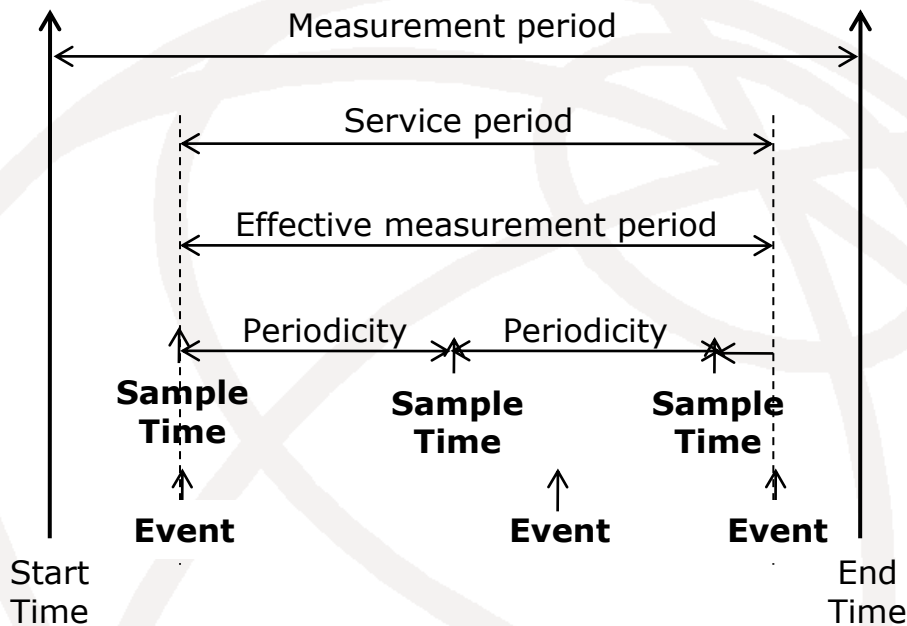 Measurement period
Service period
Effective measurement period
Periodicity
Periodicity
Sample
Time
Sample
Time
Sample
Time
Event
Event
Event
Start
Time
End
Time